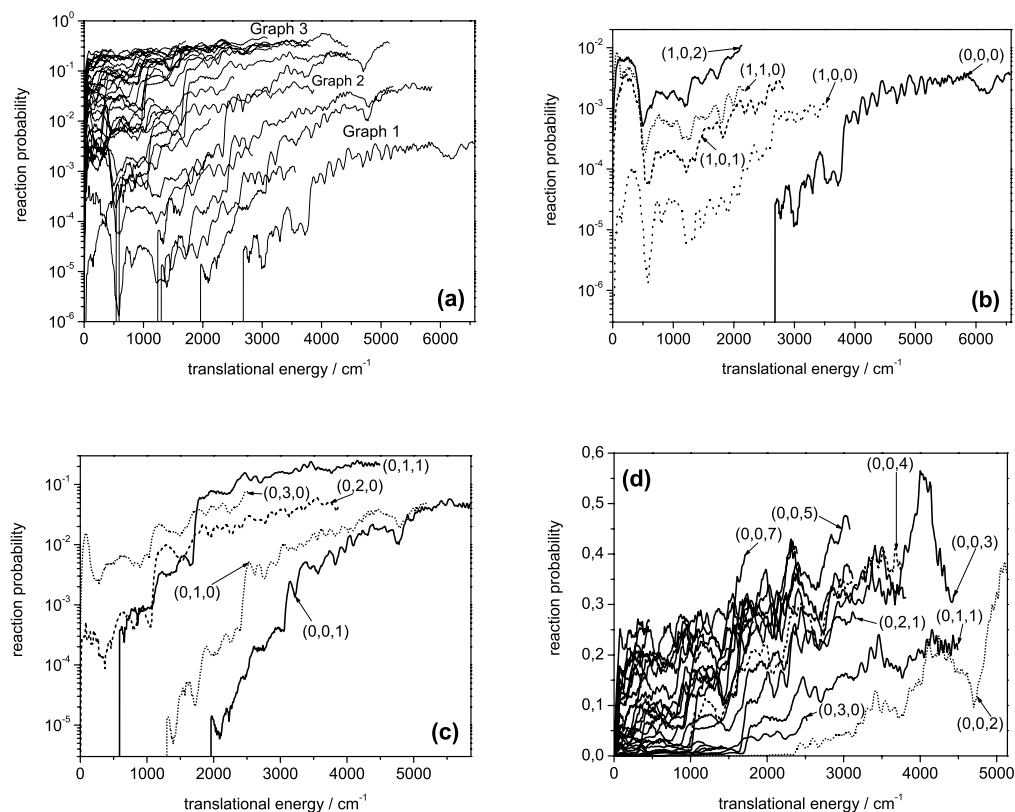 10⁰
10⁻¹
10⁻²
10⁻³
10⁻⁴
10⁻⁵
10⁻⁶
reaction probability
Graph 3
Graph 2
Graph 1
(a)
0 1000 2000 3000 4000 5000 6000
translational energy / cm⁻¹
10⁻²
10⁻³
10⁻⁴
10⁻⁵
10⁻⁶
reaction probability
(1,0,2)
(1,1,0)
(1,0,0)
(0,0,0)
(1,0,1)
(b)
0 1000 2000 3000 4000 5000 6000
translational energy / cm⁻¹
10⁻¹
10⁻²
10⁻³
10⁻⁴
10⁻⁵
reaction probability
(0,1,1)
(0,3,0)
(0,2,0)
(0,1,0)
(0,0,1)
(c)
0 1000 2000 3000 4000 5000
translational energy / cm⁻¹
0,6
0,5
0,4
0,3
0,2
0,1
0,0
reaction probability
(d)
(0,0,4)
(0,0,5)
(0,0,7)
(0,0,3)
(0,2,1)
(0,1,1)
(0,3,0)
(0,0,2)
0 1000 2000 3000 4000 5000
translational energy / cm⁻¹